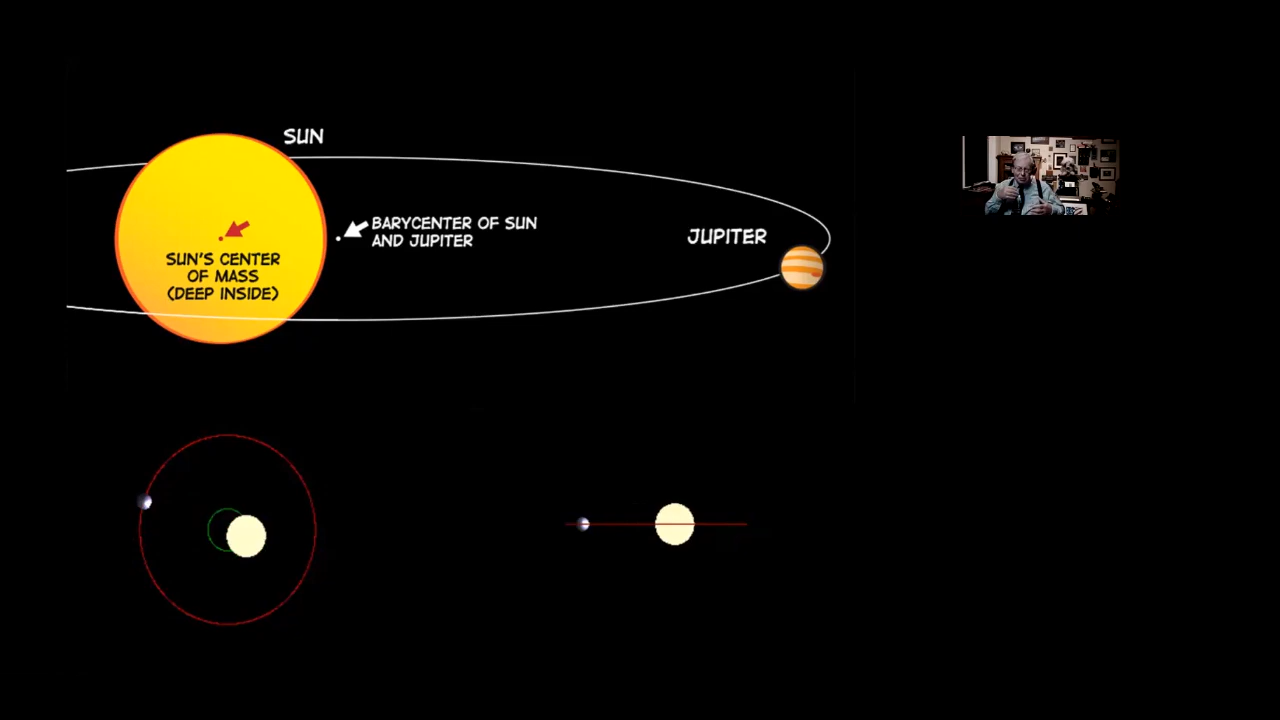 SUN
BARYCENTER OF SUN
AND JUPITER
JUPITER
SUN'S CENTER
OF MASS
(DEEP INSIDE)